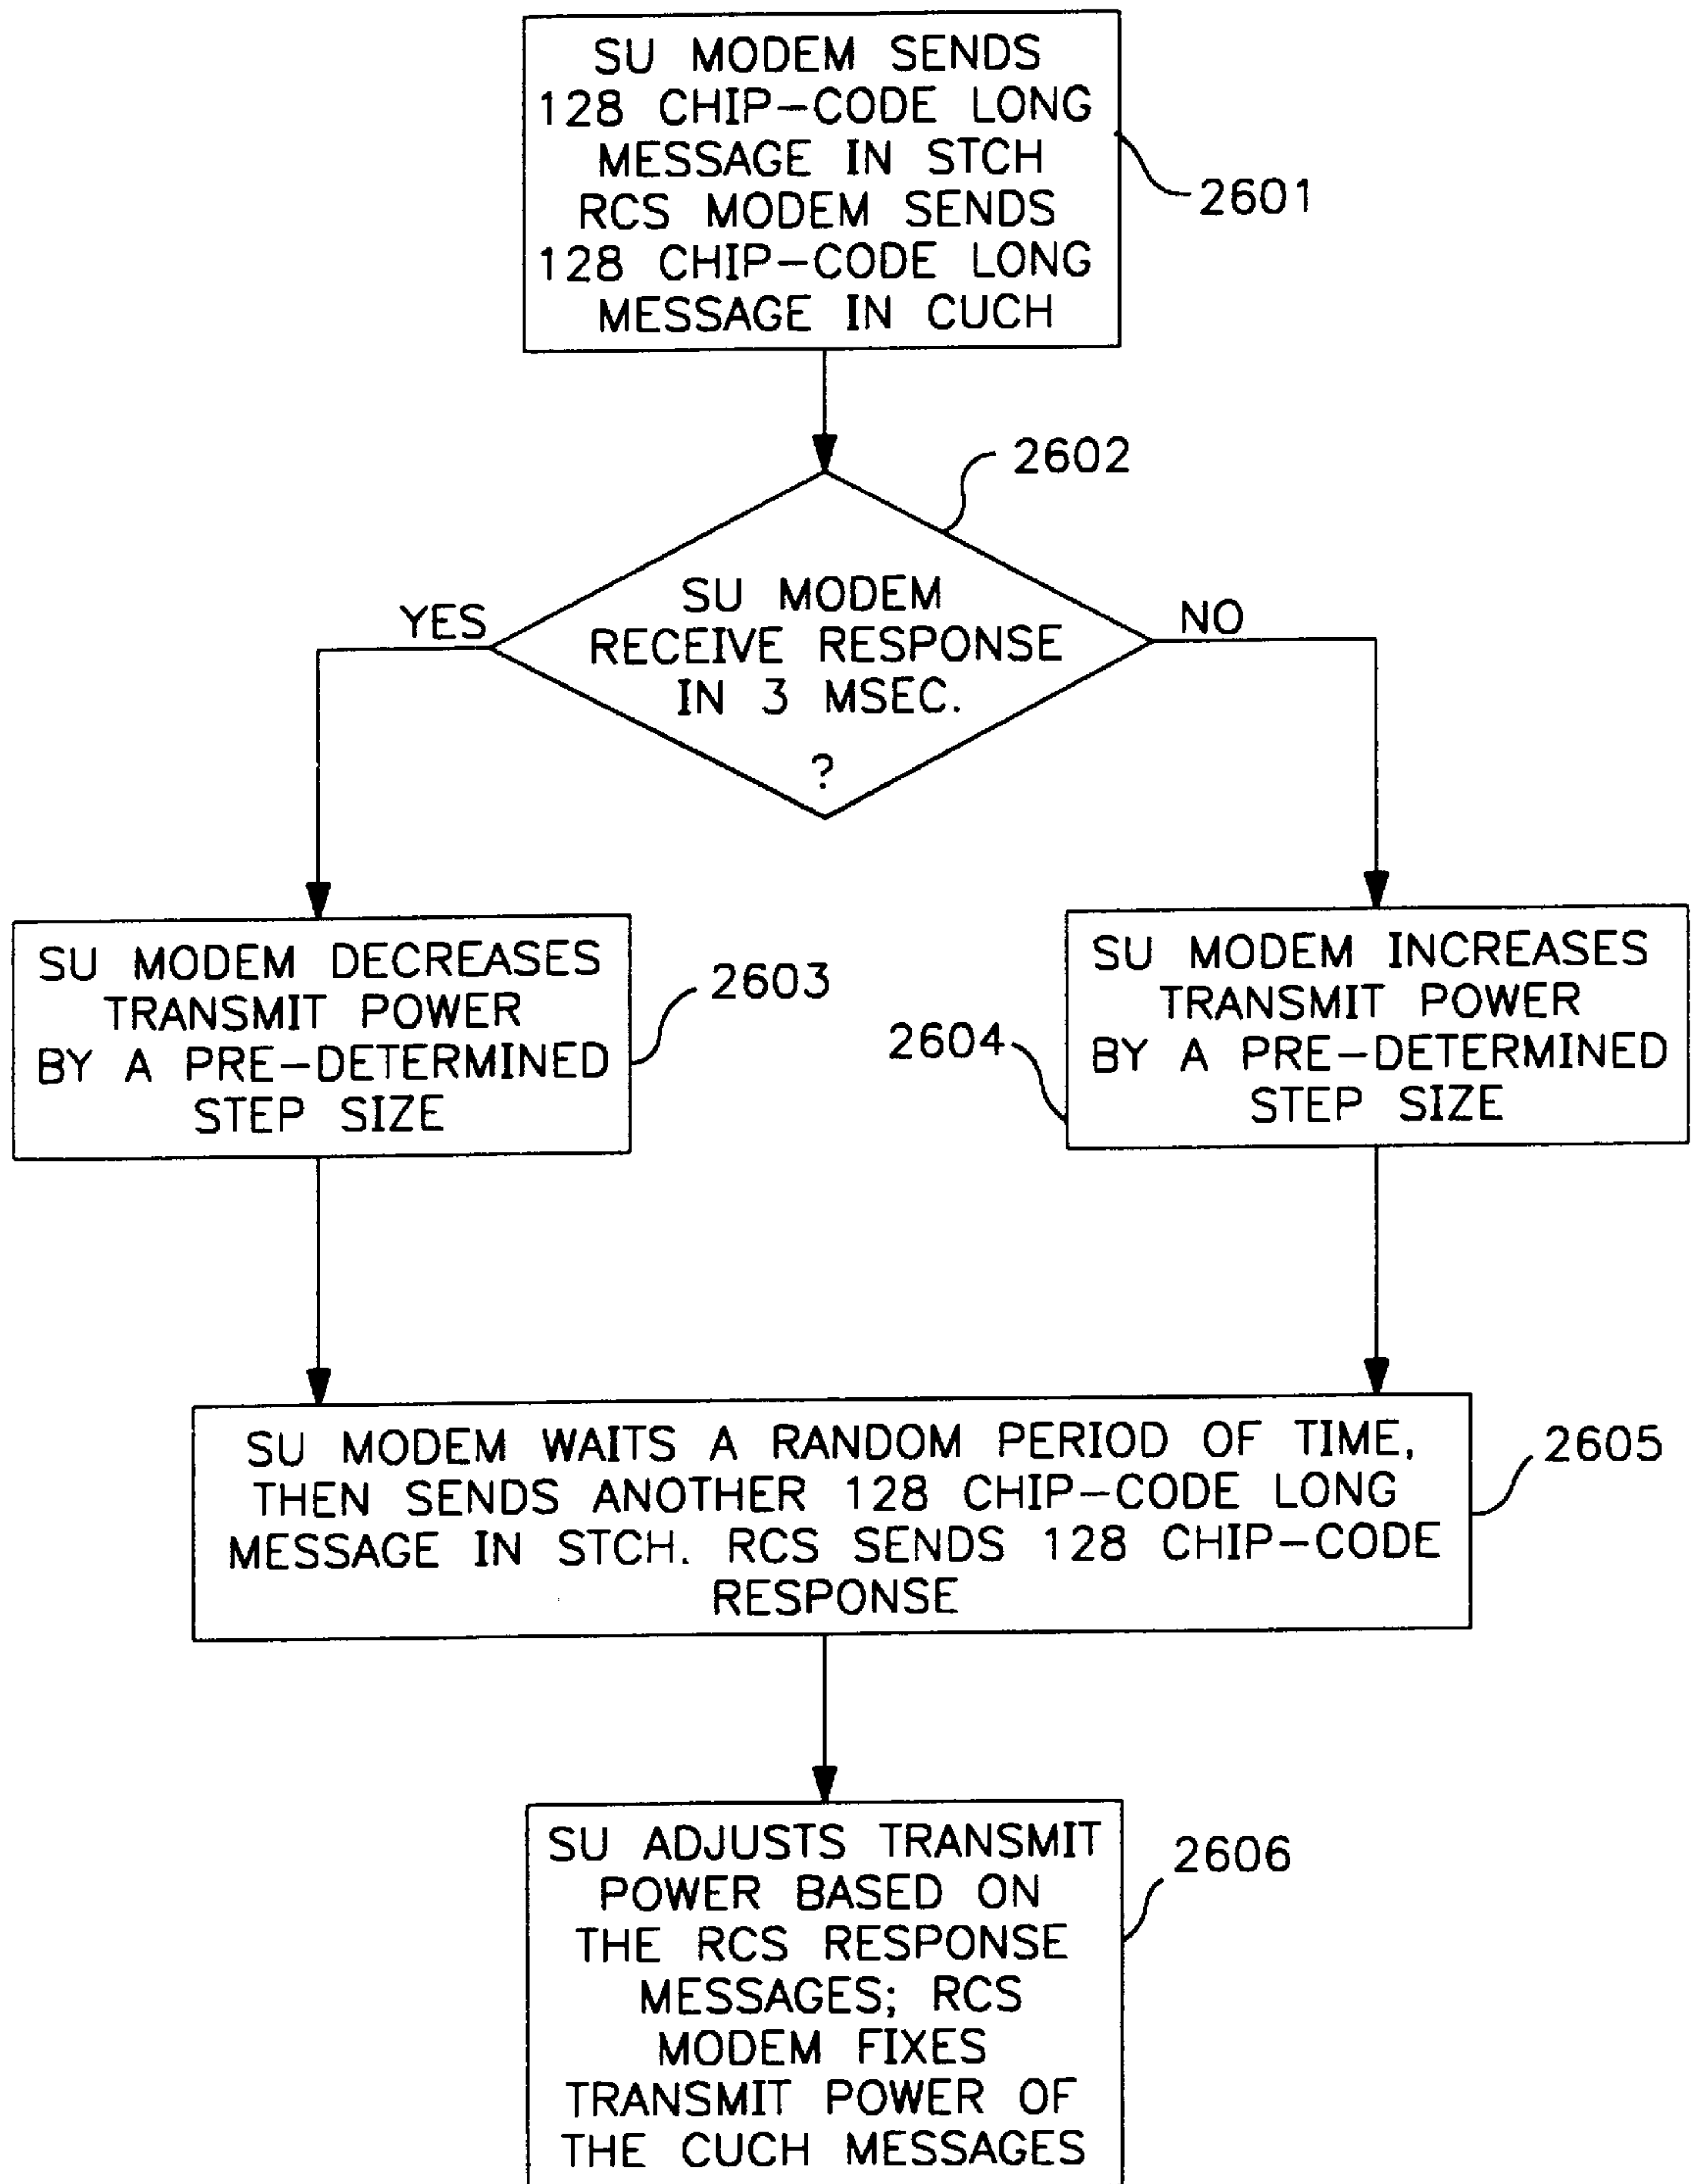 SU MODEM SENDS
128 CHIP-CODE LONG
MESSAGE IN STCH
RCS MODEM SENDS
128 CHIP-CODE LONG
MESSAGE IN CUCH
2601
2602
SU MODEM
RECEIVE RESPONSE
IN 3 MSEC.
?
YES
NO
SU MODEM DECREASES
TRANSMIT POWER
BY A PRE-DETERMINED
STEP SIZE
2603
SU MODEM INCREASES
TRANSMIT POWER
BY A PRE-DETERMINED
STEP SIZE
2604
SU MODEM WAITS A RANDOM PERIOD OF TIME,
THEN SENDS ANOTHER 128 CHIP-CODE LONG
MESSAGE IN STCH. RCS SENDS 128 CHIP-CODE
RESPONSE
2605
SU ADJUSTS TRANSMIT
POWER BASED ON
THE RCS RESPONSE
MESSAGES; RCS
MODEM FIXES
TRANSMIT POWER OF
THE CUCH MESSAGES
2606